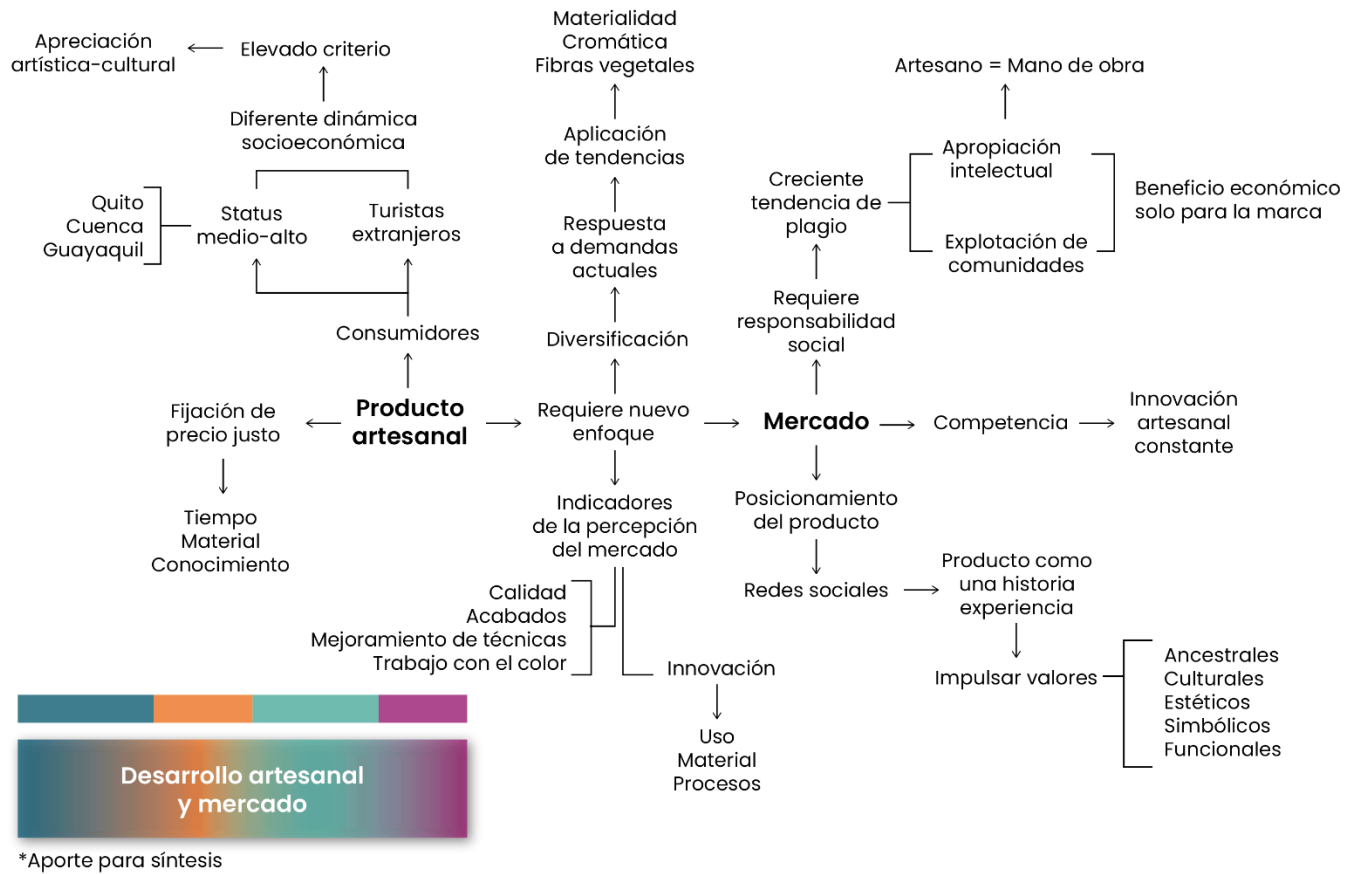 Apreciación
artística-cultural
Elevado criterio
Diferente dinámica
socioeconómica
Quito
Cuenca
Guayaquil
Status
medio-alto
Turistas
extranjeros
Consumidores
Fijación de
precio justo
Producto
artesanal
Tiempo
Material
Conocimiento
Materialidad
Cromática
Fibras vegetales
Aplicación
de tendencias
Respuesta
a demandas
actuales
Diversificación
Requiere nuevo
enfoque
Indicadores
de la percepción
del mercado
Calidad
Acabados
Mejoramiento de técnicas
Trabajo con el color
Innovación
Uso
Material
Procesos
Artesano = Mano de obra
Apropiación
intelectual
Creciente
tendencia de
plagio
Beneficio económico
solo para la marca
Explotación de
comunidades
Requiere
responsabilidad
social
Mercado
Competencia
Innovación
artesanal
constante
Posicionamiento
del producto
Redes sociales
Producto como
una historia
experiencia
Impulsar valores
Ancestrales
Culturales
Estéticos
Simbólicos
Funcionales
Desarrollo artesanal
y mercado
*Aporte para síntesis